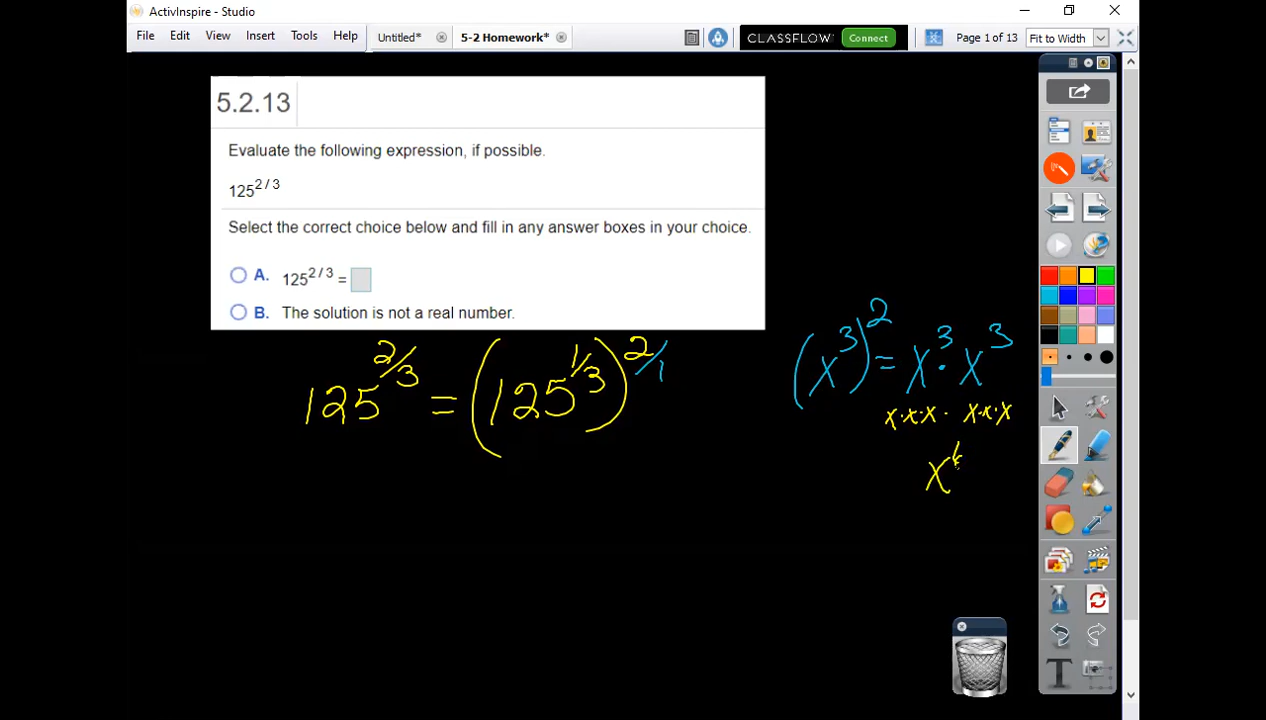 ActivInspire - Studio
File Edit View Insert Tools Help Untitled* 5-2 Homework* CLASSFLOW Connect Page 1 of 13 Fit to Width
5.2.13
Evaluate the following expression, if possible.
125^{2/3}
Select the correct choice below and fill in any answer boxes in your choice.
A. 125^{2/3} =
B. The solution is not a real number.
125^{2/3} = (125^{1/3})^{2/1}
(x^3)^2 = x^3 · x^3
x·x·x · x·x·x
x
T